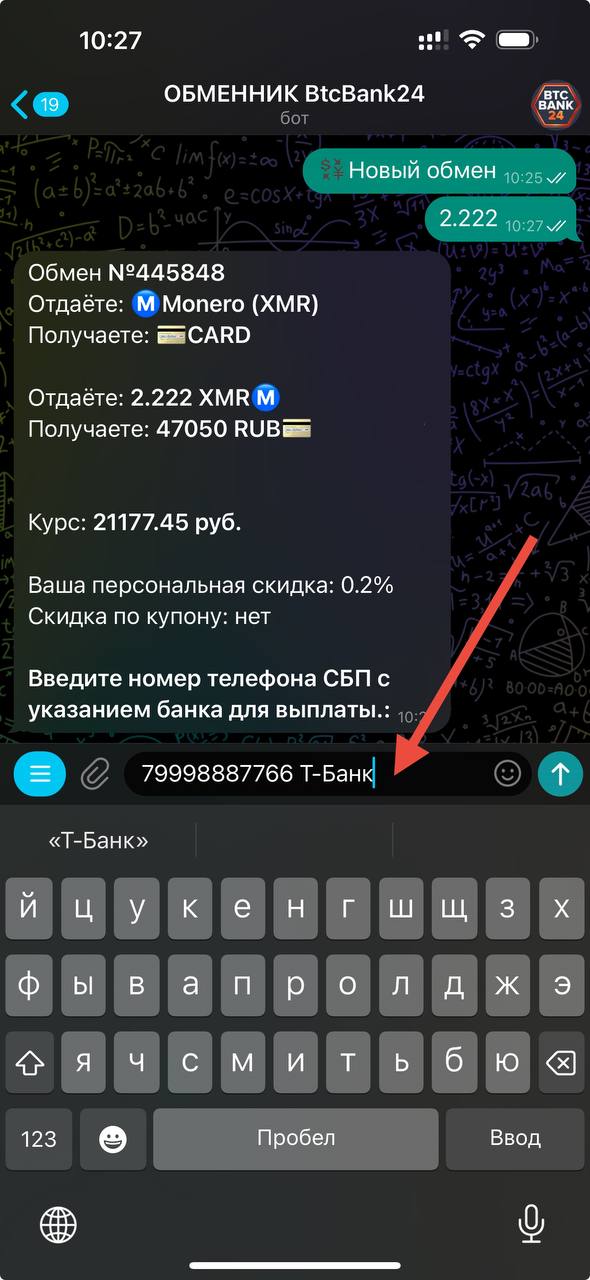 10:27
19
ОБМЕННИК BtcBank24
бот
BTC
BANK
24
Новый обмен 10:25
2.222 10:27
Обмен №445848
Отдаёте: Ⓜ️Monero (XMR)
Получаете: 💳CARD
Отдаёте: 2.222 XMRⓂ️
Получаете: 47050 RUB💳
Курс: 21177.45 руб.
Ваша персональная скидка: 0.2%
Скидка по купону: нет
Введите номер телефона СБП с
указанием банка для выплаты.:
79998887766 Т-Банк
«Т-Банк»
й ц у к е н г ш щ з х
ф ы в а п р о л д ж э
я ч с м и т ь б ю
123 Пробел Ввод